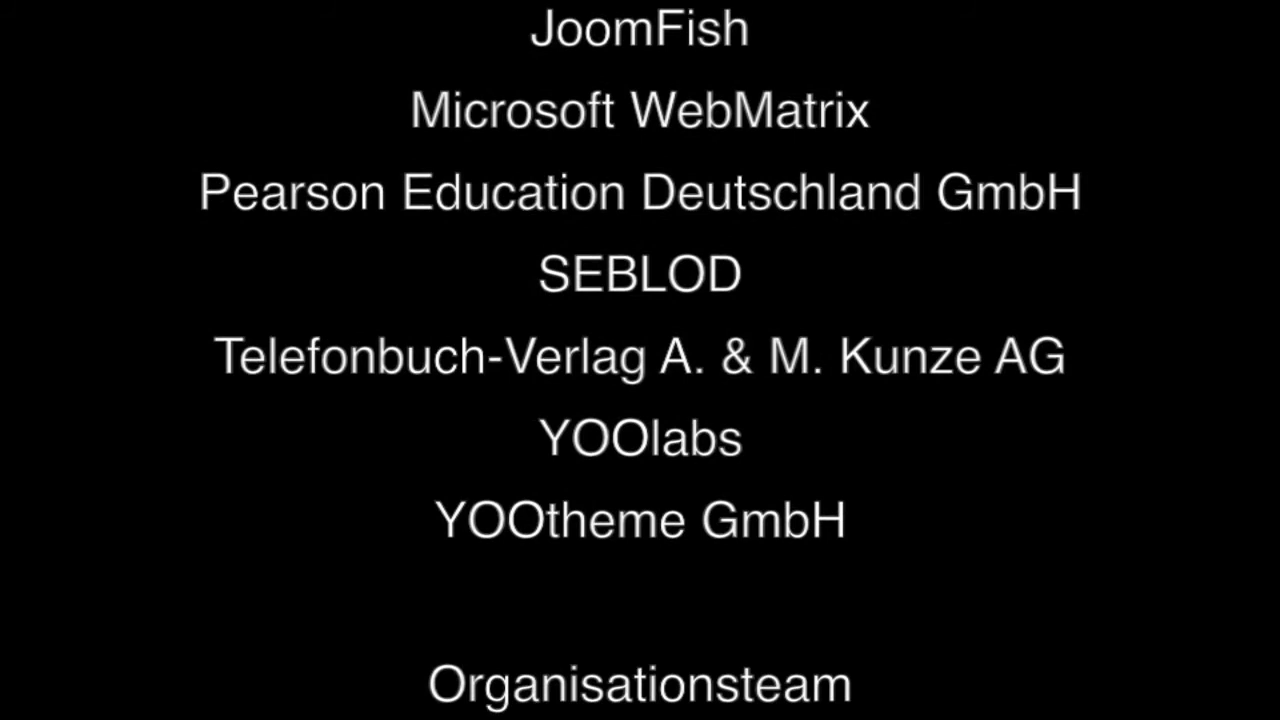 JoomFish
Microsoft WebMatrix
Pearson Education Deutschland GmbH
SEBLOD
Telefonbuch-Verlag A. & M. Kunze AG
YOOlabs
YOOtheme GmbH
Organisationsteam